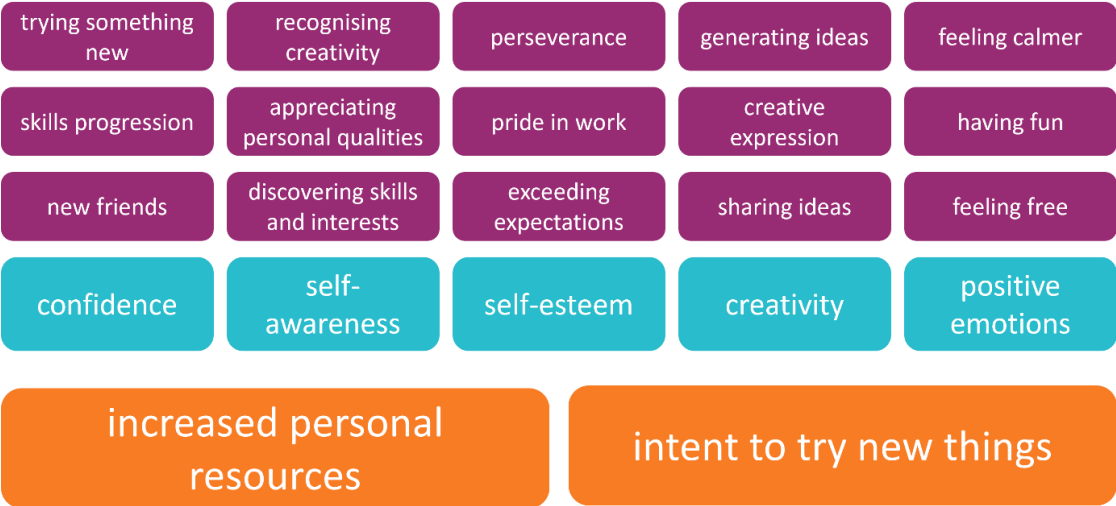 trying something
new
recognising
creativity
perseverance
generating ideas
feeling calmer
skills progression
appreciating
personal qualities
pride in work
creative
expression
having fun
new friends
discovering skills
and interests
exceeding
expectations
sharing ideas
feeling free
confidence
self-
awareness
self-esteem
creativity
positive
emotions
increased personal
resources
intent to try new things